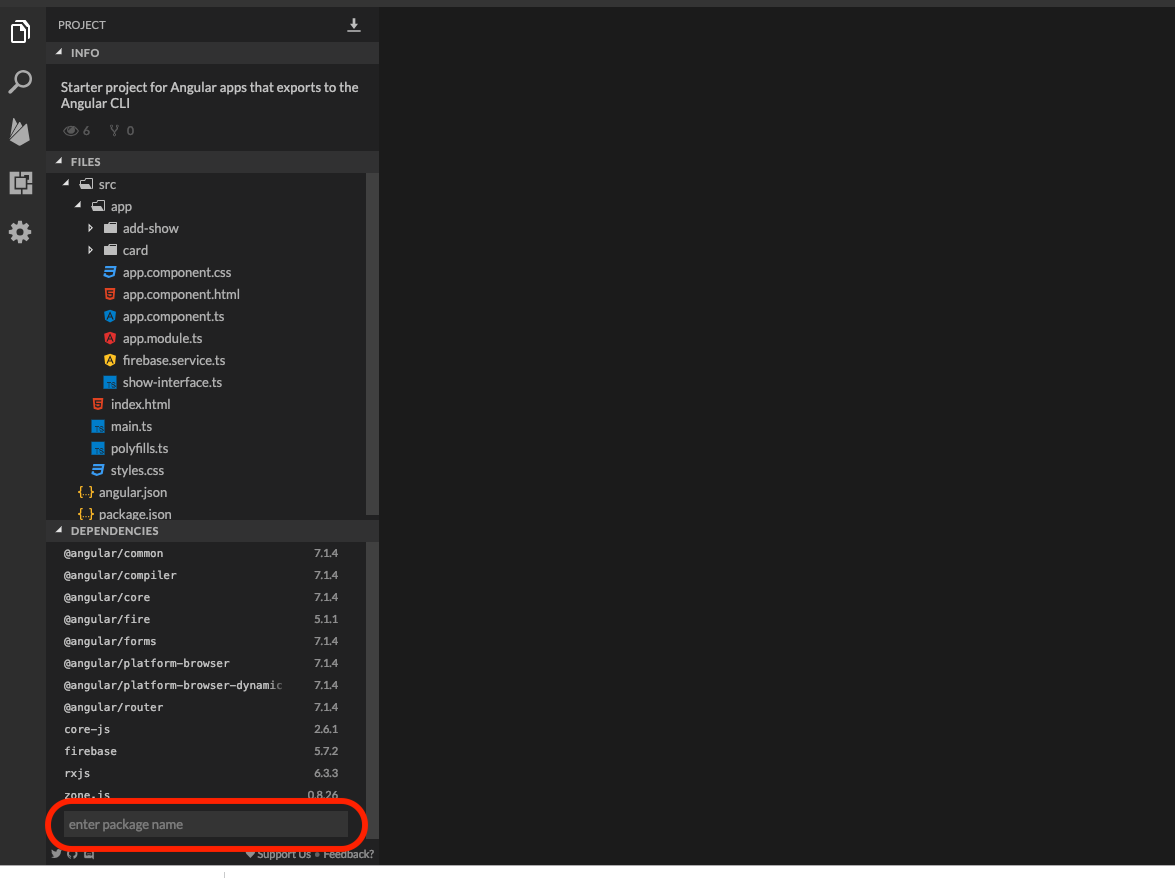 PROJECT
INFO
Starter project for Angular apps that exports to the
Angular CLI
6 0
FILES
src
app
add-show
card
app.component.css
app.component.html
app.component.ts
app.module.ts
firebase.service.ts
show-interface.ts
index.html
main.ts
polyfills.ts
styles.css
{..} angular.json
{..} package.json
DEPENDENCIES
@angular/common 7.1.4
@angular/compiler 7.1.4
@angular/core 7.1.4
@angular/fire 5.1.1
@angular/forms 7.1.4
@angular/platform-browser 7.1.4
@angular/platform-browser-dynamic 7.1.4
@angular/router 7.1.4
core-js 2.6.1
firebase 5.7.2
rxjs 6.3.3
zone.js 0.8.26
enter package name
Support Us • Feedback?